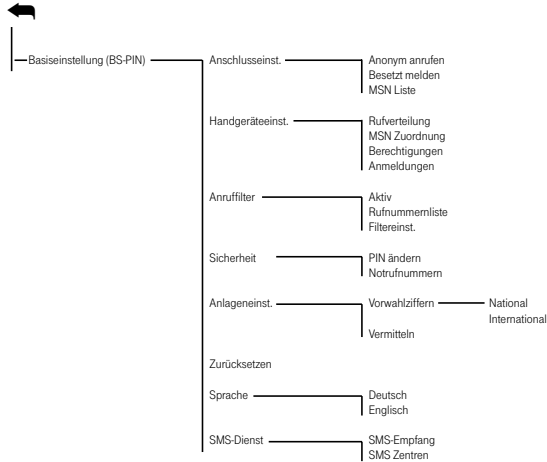 Basiseinstellung (BS-PIN)
Anschlusseinst.
Anonym anrufen
Besetzt melden
MSN Liste
Handgeräteeinst.
Rufverteilung
MSN Zuordnung
Berechtigungen
Anmeldungen
Anruffilter
Aktiv
Rufnummernliste
Filtereinst.
Sicherheit
PIN ändern
Notrufnummern
Anlageneinst.
Vorwahlziffern
National
International
Vermitteln
Zurücksetzen
Sprache
Deutsch
Englisch
SMS-Dienst
SMS-Empfang
SMS Zentren